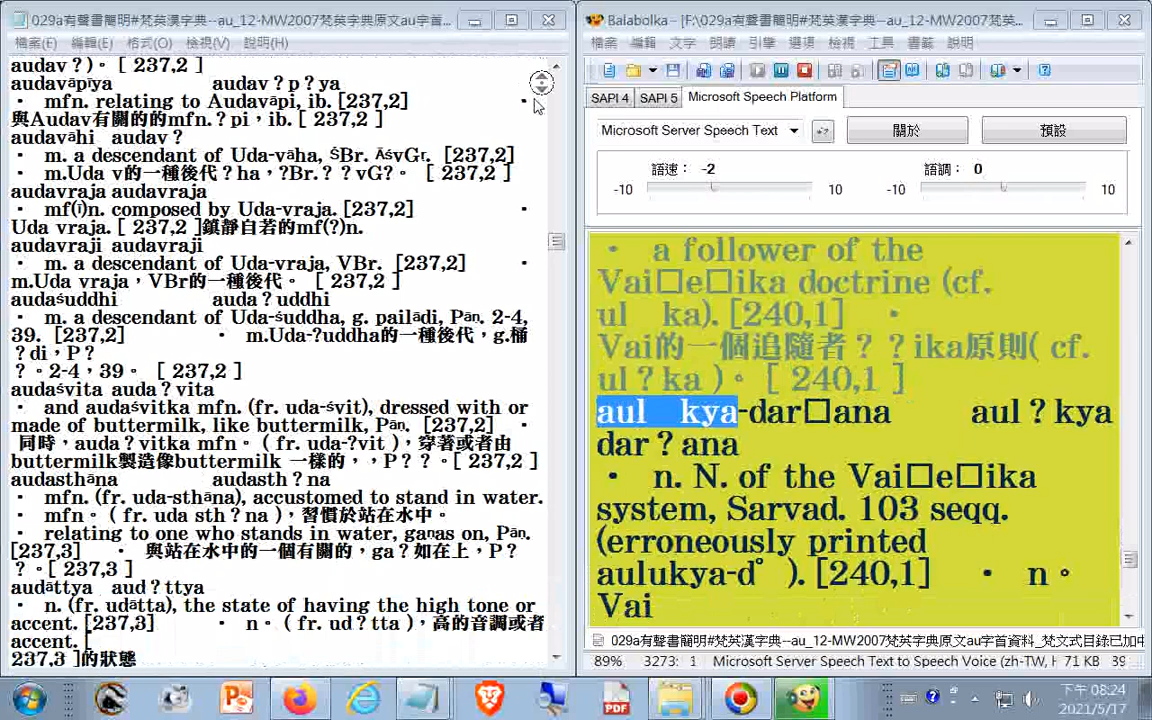 029a有聲書簡明#梵英漢字典--au_12-MW2007梵英字典原文au字首...
檔案(E) 編輯(E) 格式(O) 檢視(V) 說明(H)
audav ? )。 [ 237,2 ]
audavāpīya audav ? p ? ya
• mfn. relating to Audavāpi, ib. [237,2] •
與Audav有關的的mfn. ? pi，ib. [ 237,2 ]
audavāhi audav ?
• m. a descendant of Uda-vāha, ŚBr. ĀśvGṛ. [237,2]
• m.Uda v的一種後代？ha，?Br. ? ? vG?。 [ 237,2 ]
audavraja audavraja
• mf(ī)n. composed by Uda-vraja. [237,2] •
Uda vraja. [ 237,2 ]鎮靜自若的mf(?)n.
audavraji audavraji
• m. a descendant of Uda-vraja, VBr. [237,2] •
m.Uda vraja，VBr的一種後代。 [ 237,2 ]
audaśuddhi auda ? uddhi
• m. a descendant of Uda-śuddha, g. pailādi, Pāṇ. 2-4,
39. [237,2] • m.Uda-?uddha的一種後代，g.桶
? di，P ?
? 。2-4，39。 [ 237,2 ]
audaśvita auda ? vita
• and audaśvitka mfn. (fr. uda-śvit), dressed with or
made of buttermilk, like buttermilk, Pāṇ. [237,2] •
同時，auda ? vitka mfn。 ( fr. uda-?vit )，穿著或者由
buttermilk製造像buttermilk 一樣的，，P ? ? 。[ 237,2 ]
audasthāna audasth ? na
• mfn. (fr. uda-sthāna), accustomed to stand in water.
• mfn。 ( fr. uda sth ? na )，習慣於站在水中。
• relating to one who stands in water, gaṇas on, Pāṇ.
[237,3] • 與站在水中的一個有關的，ga ? 如在上，P ?
? 。[ 237,3 ]
audāttya aud ? ttya
• n. (fr. udātta), the state of having the high tone or
accent. [237,3] • n。 ( fr. ud ? tta )，高的音調或者
accent. [
237,3 ]的狀態
Balabolka - [F:\029a有聲書簡明#梵英漢字典--au_12-MW2007梵英...
檔案 編輯 文字 朗讀 引擎 選項 檢視 工具 書籤 說明
SAPI 4 SAPI 5 Microsoft Speech Platform
Microsoft Server Speech Text 關於 預設
語速： -2 語調： 0
-10 10 -10 10
• a follower of the
Vai□e□ika doctrine (cf.
ul ka). [240,1] •
Vai的一個追隨者？ ？ika原則( cf.
ul ? ka )。 [ 240,1 ]
aul kya-dar□ana aul ? kya
dar ? ana
• n. N. of the Vai□e□ika
system, Sarvad. 103 seqq.
(erroneously printed
aulukya-d° ). [240,1] • n。
Vai
029a有聲書簡明#梵英漢字典--au_12-MW2007梵英字典原文au字首資料_梵文式目錄已加中
89% 3273: 1 Microsoft Server Speech Text to Speech Voice (zh-TW, H 71 KB 39
下午 08:24
2021/5/17